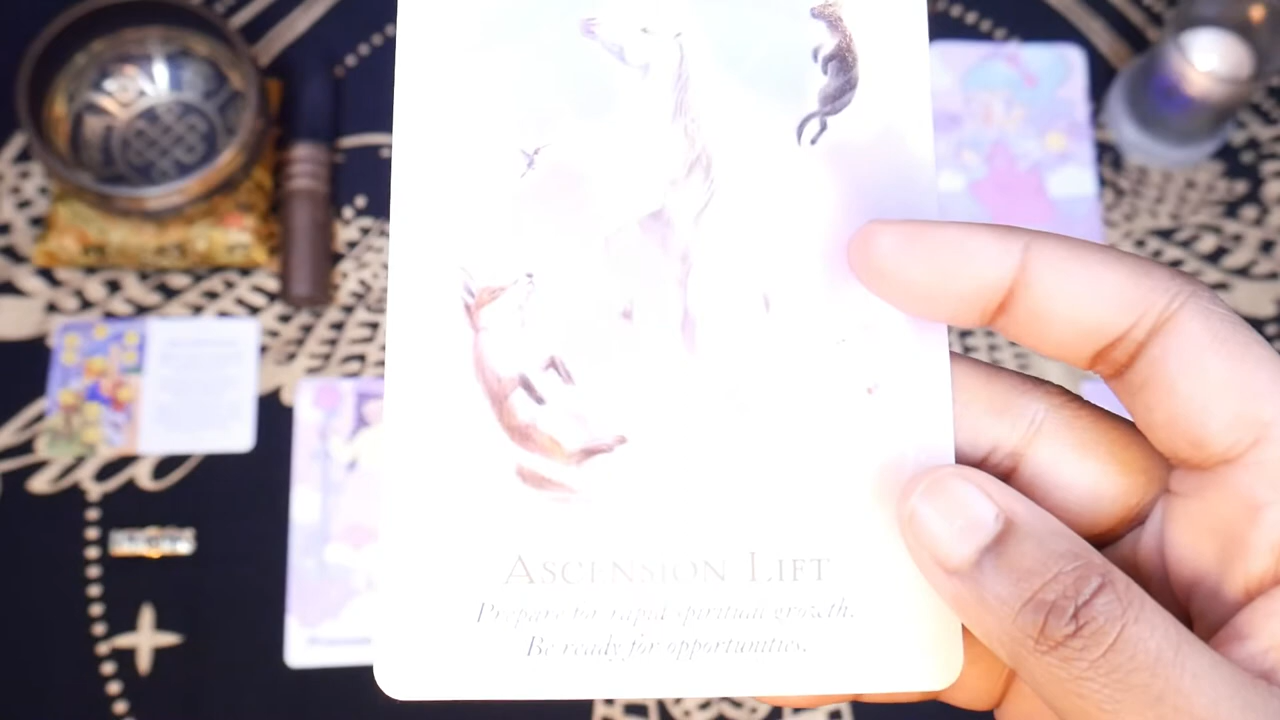 ASCENSION LIFT
Prepare for rapid spiritual growth.
Be ready for opportunities.